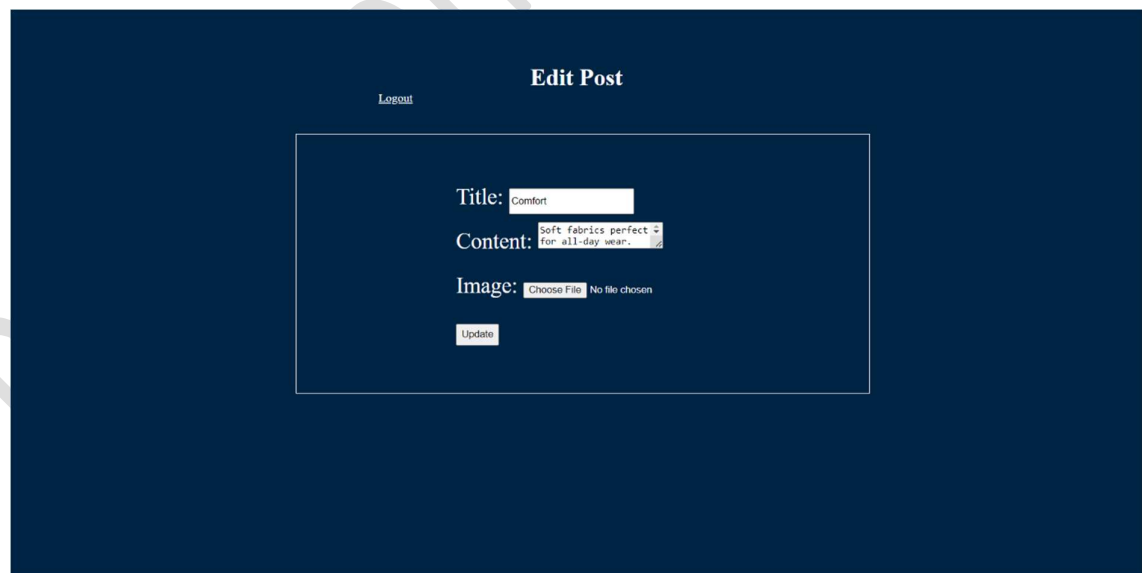 Edit Post
Logout
Title: Comfort
Content: Soft fabrics perfect
for all-day wear.
Image: Choose File No file chosen
Update